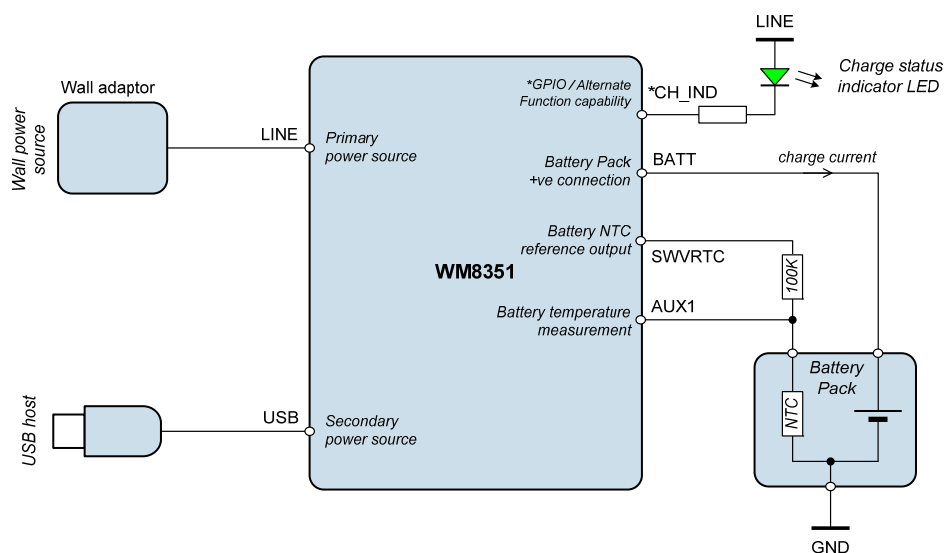 LINE
*GPIO / Alternate
Function capability
*CH_IND
Charge status
indicator LED
Wall adaptor
Wall power
source
LINE
Primary
power source
Battery Pack
+ve connection
BATT
charge current
Battery NTC
reference output
SWVRTC
100K
WM8351
Battery temperature
measurement
AUX1
Battery
Pack
NTC
USB host
USB
Secondary
power source
GND